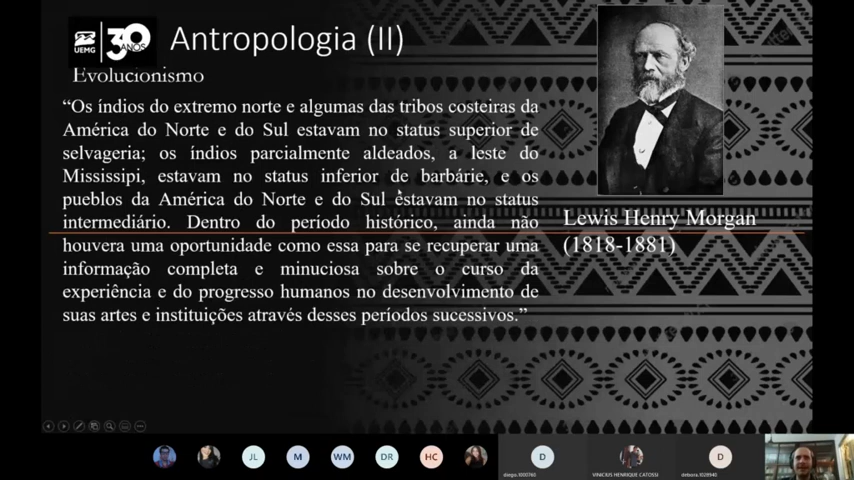 UEMG
30
ANOS
Antropologia (II)
Evolucionismo
“Os índios do extremo norte e algumas das tribos costeiras da
América do Norte e do Sul estavam no status superior de
selvageria; os índios parcialmente aldeados, a leste do
Mississipi, estavam no status inferior de barbárie, e os
pueblos da América do Norte e do Sul estavam no status
intermediário. Dentro do período histórico, ainda não
houvera uma oportunidade como essa para se recuperar uma
informação completa e minuciosa sobre o curso da
experiência e do progresso humanos no desenvolvimento de
suas artes e instituições através desses períodos sucessivos.”
Lewis Henry Morgan
(1818-1881)
JL
M
WM
DR
HC
D
D
VINICIUS HENRIQUE CATOSSI